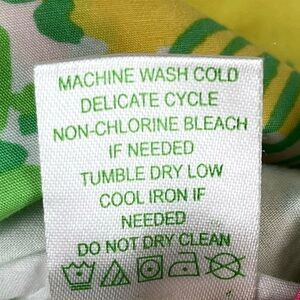 MACHINE WASH COLD
DELICATE CYCLE
NON-CHLORINE BLEACH
IF NEEDED
TUMBLE DRY LOW
COOL IRON IF
NEEDED
DO NOT DRY CLEAN